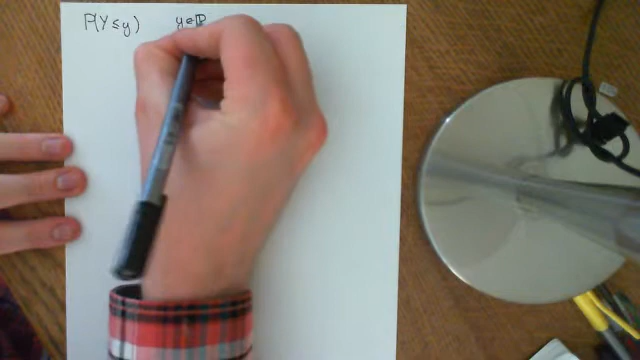 P(Y ≤ y) y ∈ ℝ